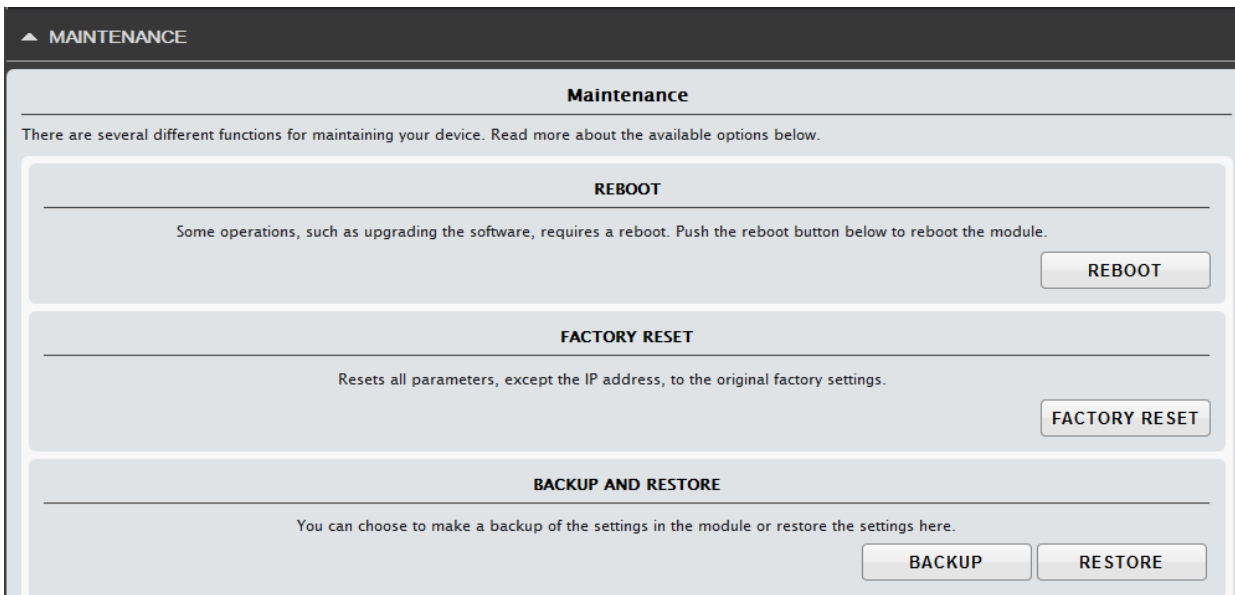 MAINTENANCE
Maintenance
There are several different functions for maintaining your device. Read more about the available options below.
REBOOT
Some operations, such as upgrading the software, requires a reboot. Push the reboot button below to reboot the module.
REBOOT
FACTORY RESET
Resets all parameters, except the IP address, to the original factory settings.
FACTORY RESET
BACKUP AND RESTORE
You can choose to make a backup of the settings in the module or restore the settings here.
BACKUP RESTORE